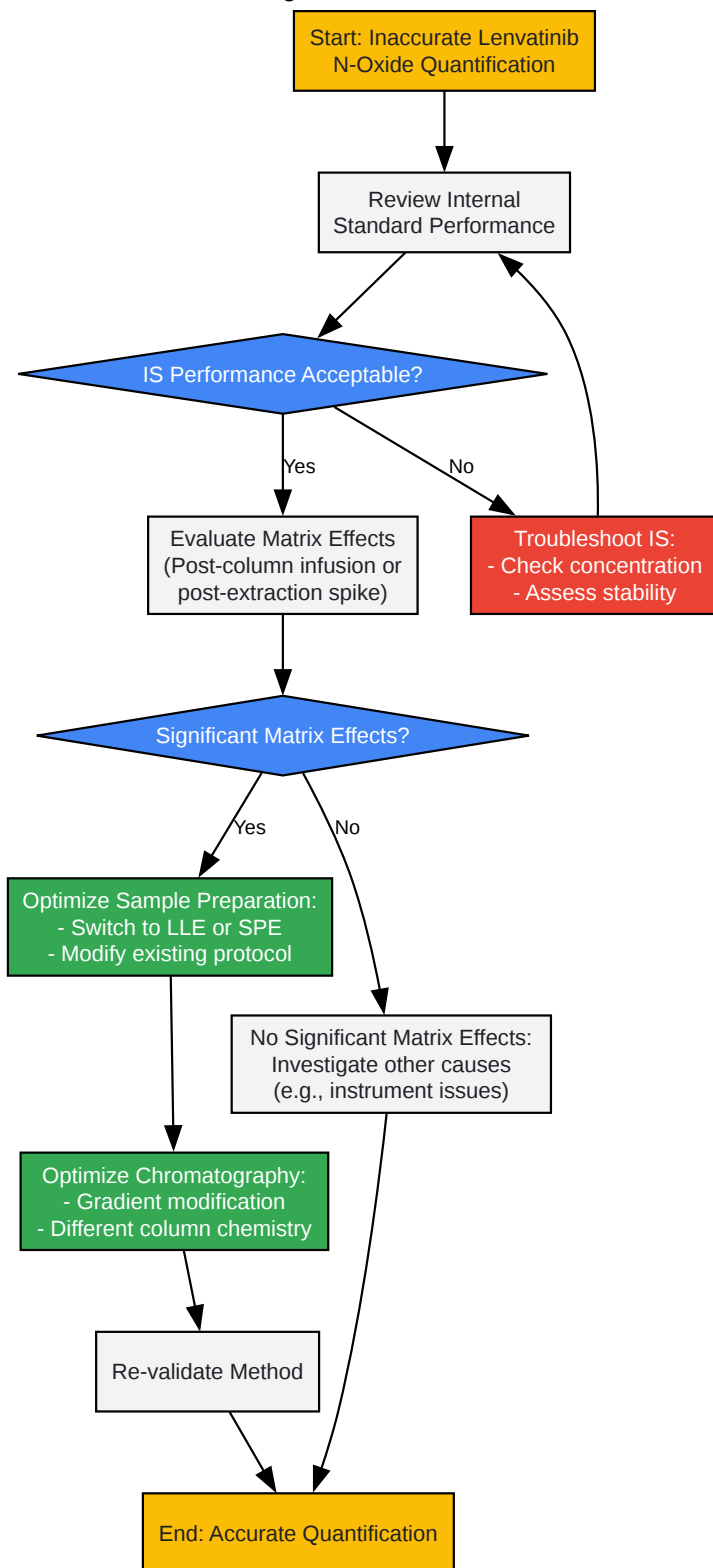 Start: Inaccurate Lenvatinib
N-Oxide Quantification
Review Internal
Standard Performance
IS Performance Acceptable?
Yes
No
Evaluate Matrix Effects
(Post-column infusion or
post-extraction spike)
Troubleshoot IS:
- Check concentration
- Assess stability
Significant Matrix Effects?
Yes
No
Optimize Sample Preparation:
- Switch to LLE or SPE
- Modify existing protocol
No Significant Matrix Effects:
Investigate other causes
(e.g., instrument issues)
Optimize Chromatography:
- Gradient modification
- Different column chemistry
Re-validate Method
End: Accurate Quantification